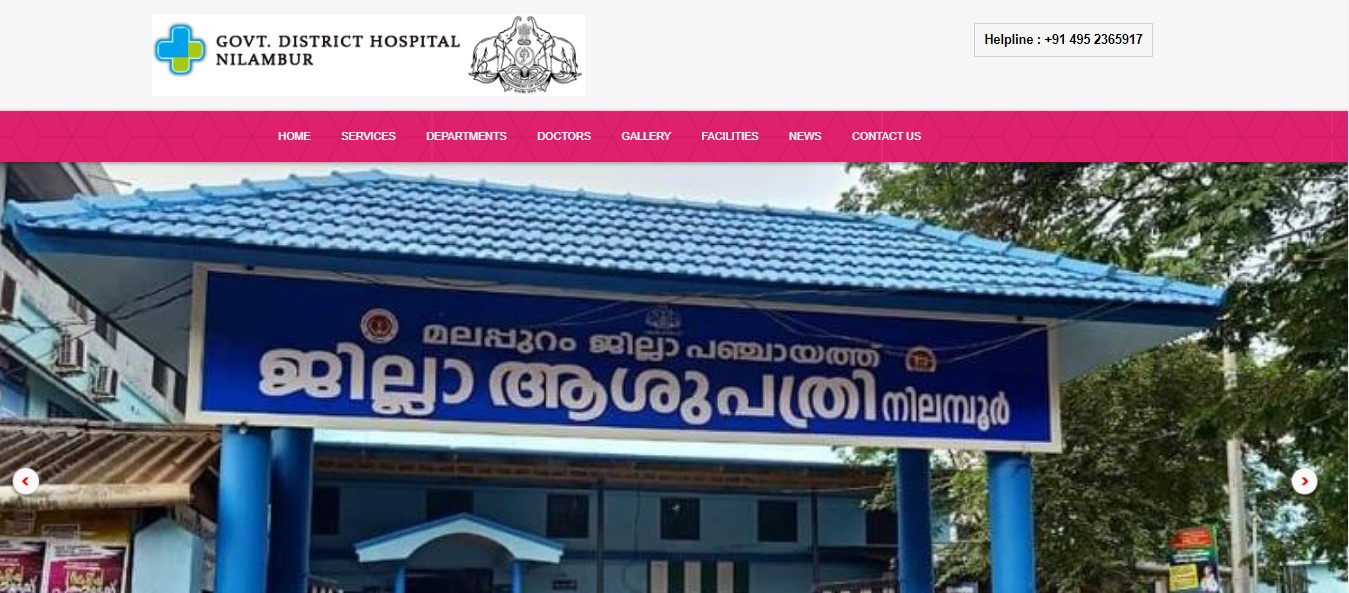 GOVT. DISTRICT HOSPITAL
NILAMBUR
Helpline : +91 495 2365917
HOME SERVICES DEPARTMENTS DOCTORS GALLERY FACILITIES NEWS CONTACT US
മലപ്പുറം ജില്ലാ പഞ്ചായത്ത്
ജില്ലാ ആശുപത്രി നിലമ്പൂർ